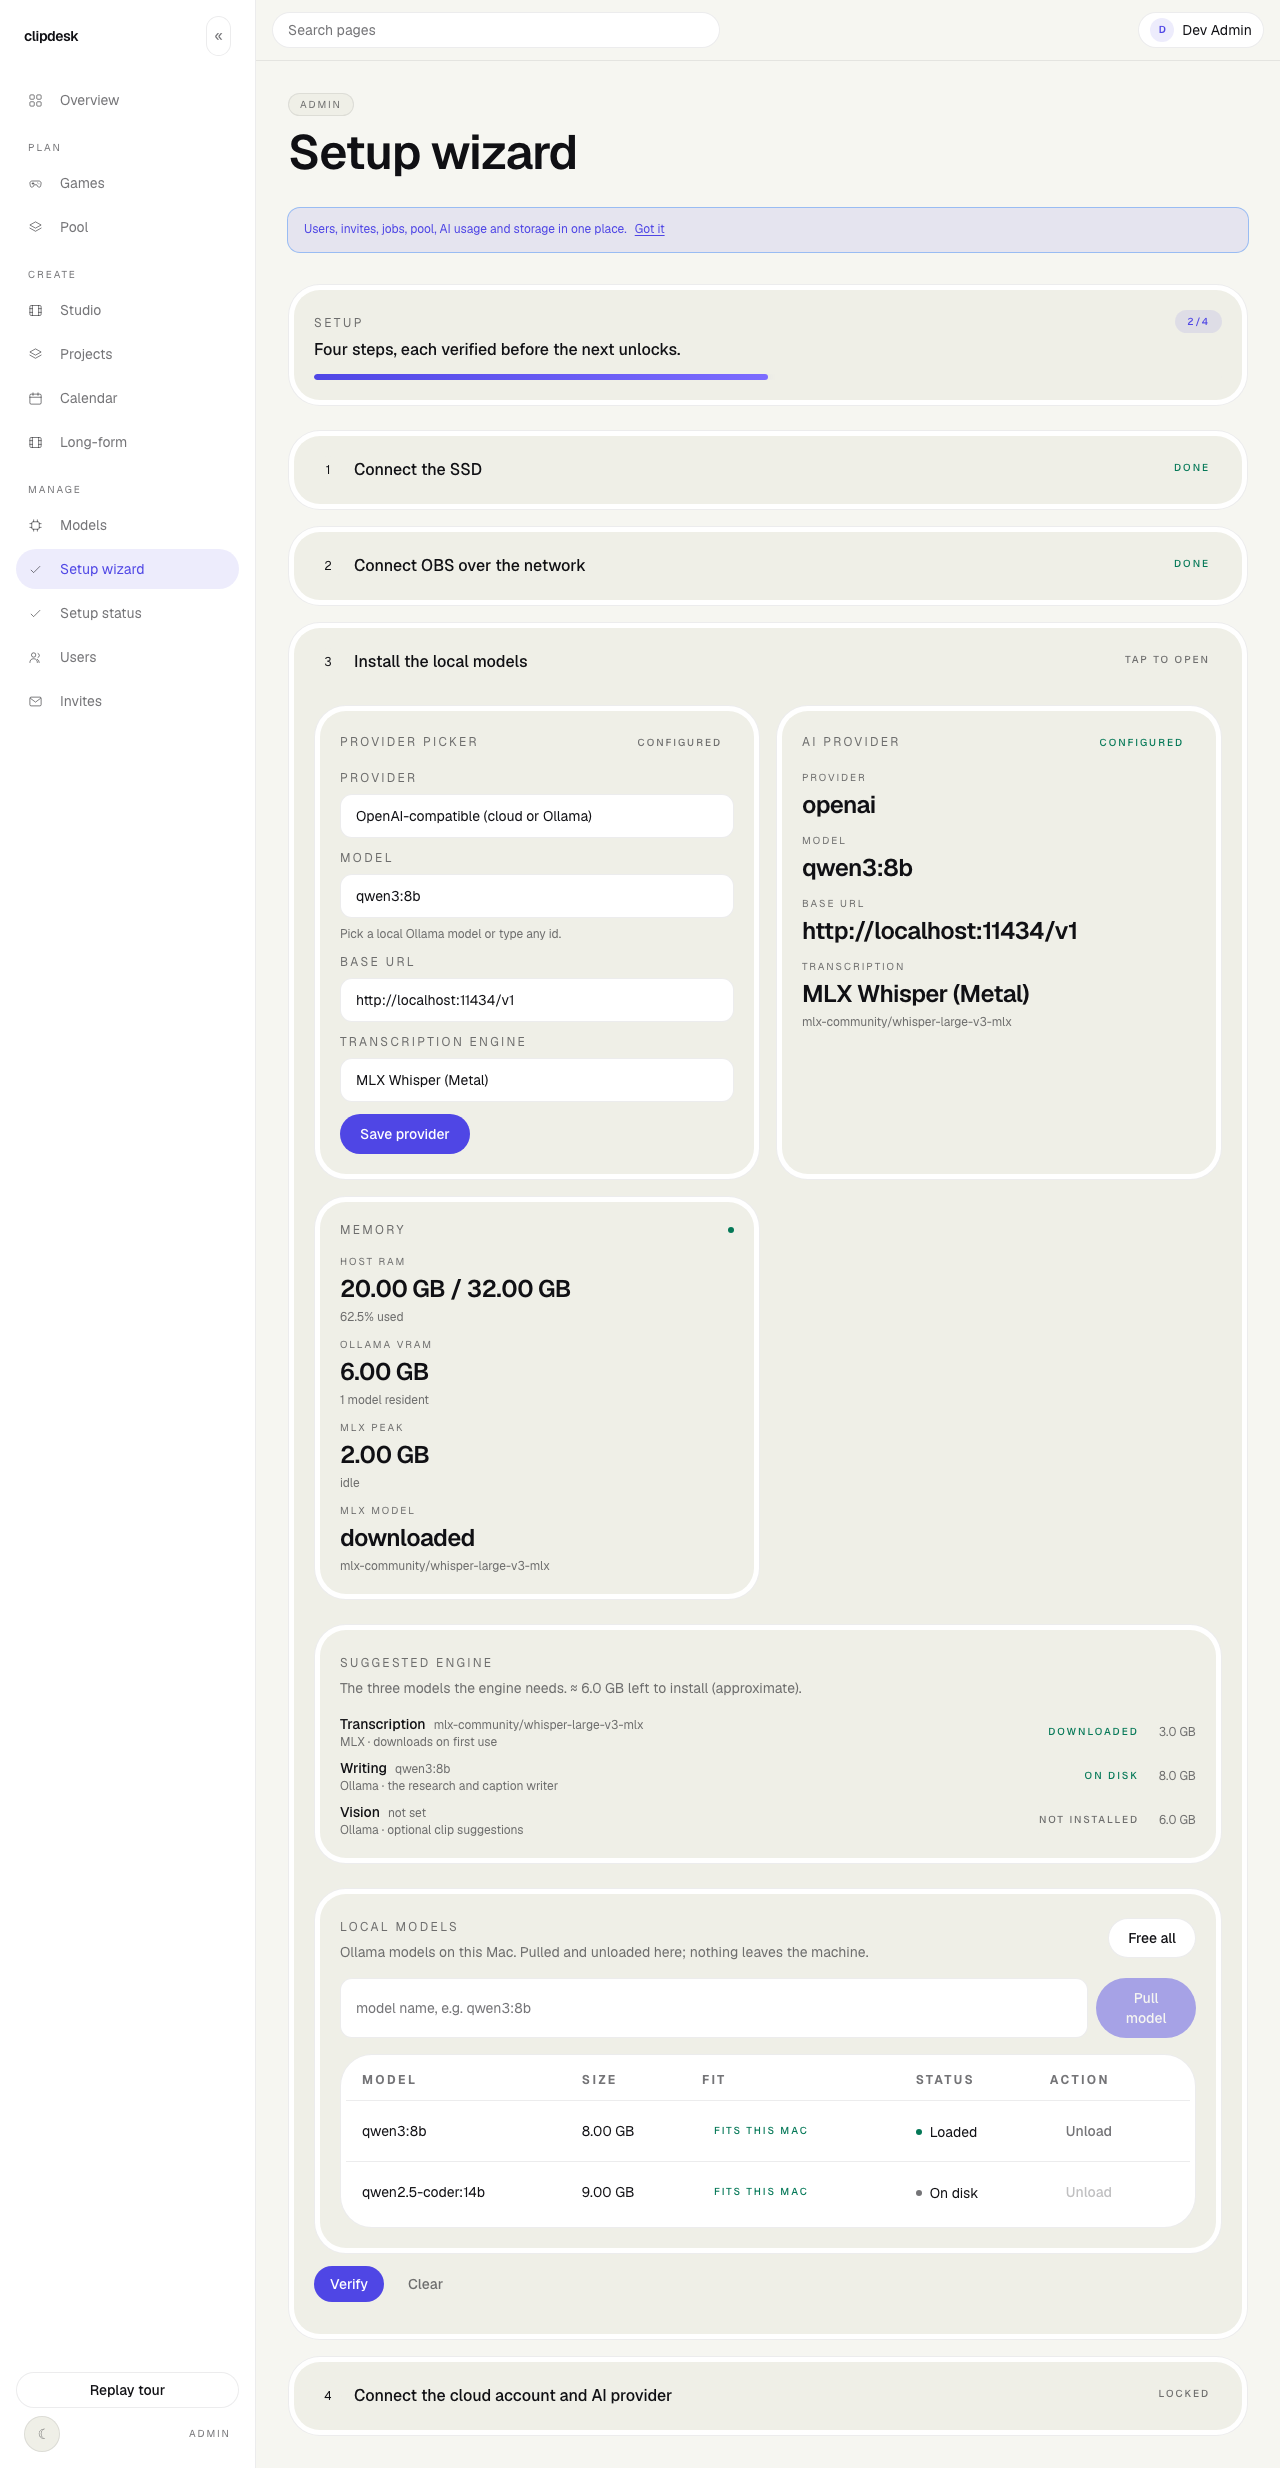 clipdesk
«
Overview
PLAN
Games
Pool
CREATE
Studio
Projects
Calendar
Long-form
MANAGE
Models
Setup wizard
Setup status
Users
Invites
Replay tour
ADMIN
Search pages
D Dev Admin
ADMIN
Setup wizard
Users, invites, jobs, pool, AI usage and storage in one place. Got it
SETUP
2/4
Four steps, each verified before the next unlocks.
1 Connect the SSD DONE
2 Connect OBS over the network DONE
3 Install the local models TAP TO OPEN
PROVIDER PICKER CONFIGURED
PROVIDER
OpenAI-compatible (cloud or Ollama)
MODEL
qwen3:8b
Pick a local Ollama model or type any id.
BASE URL
http://localhost:11434/v1
TRANSCRIPTION ENGINE
MLX Whisper (Metal)
Save provider
AI PROVIDER CONFIGURED
PROVIDER
openai
MODEL
qwen3:8b
BASE URL
http://localhost:11434/v1
TRANSCRIPTION
MLX Whisper (Metal)
mlx-community/whisper-large-v3-mlx
MEMORY
HOST RAM
20.00 GB / 32.00 GB
62.5% used
OLLAMA VRAM
6.00 GB
1 model resident
MLX PEAK
2.00 GB
idle
MLX MODEL
downloaded
mlx-community/whisper-large-v3-mlx
SUGGESTED ENGINE
The three models the engine needs. ≈ 6.0 GB left to install (approximate).
Transcription mlx-community/whisper-large-v3-mlx
MLX · downloads on first use
DOWNLOADED 3.0 GB
Writing qwen3:8b
Ollama · the research and caption writer
ON DISK 8.0 GB
Vision not set
Ollama · optional clip suggestions
NOT INSTALLED 6.0 GB
LOCAL MODELS
Ollama models on this Mac. Pulled and unloaded here; nothing leaves the machine.
Free all
model name, e.g. qwen3:8b
Pull
model
MODEL SIZE FIT STATUS ACTION
qwen3:8b 8.00 GB FITS THIS MAC Loaded Unload
qwen2.5-coder:14b 9.00 GB FITS THIS MAC On disk Unload
Verify Clear
4 Connect the cloud account and AI provider LOCKED